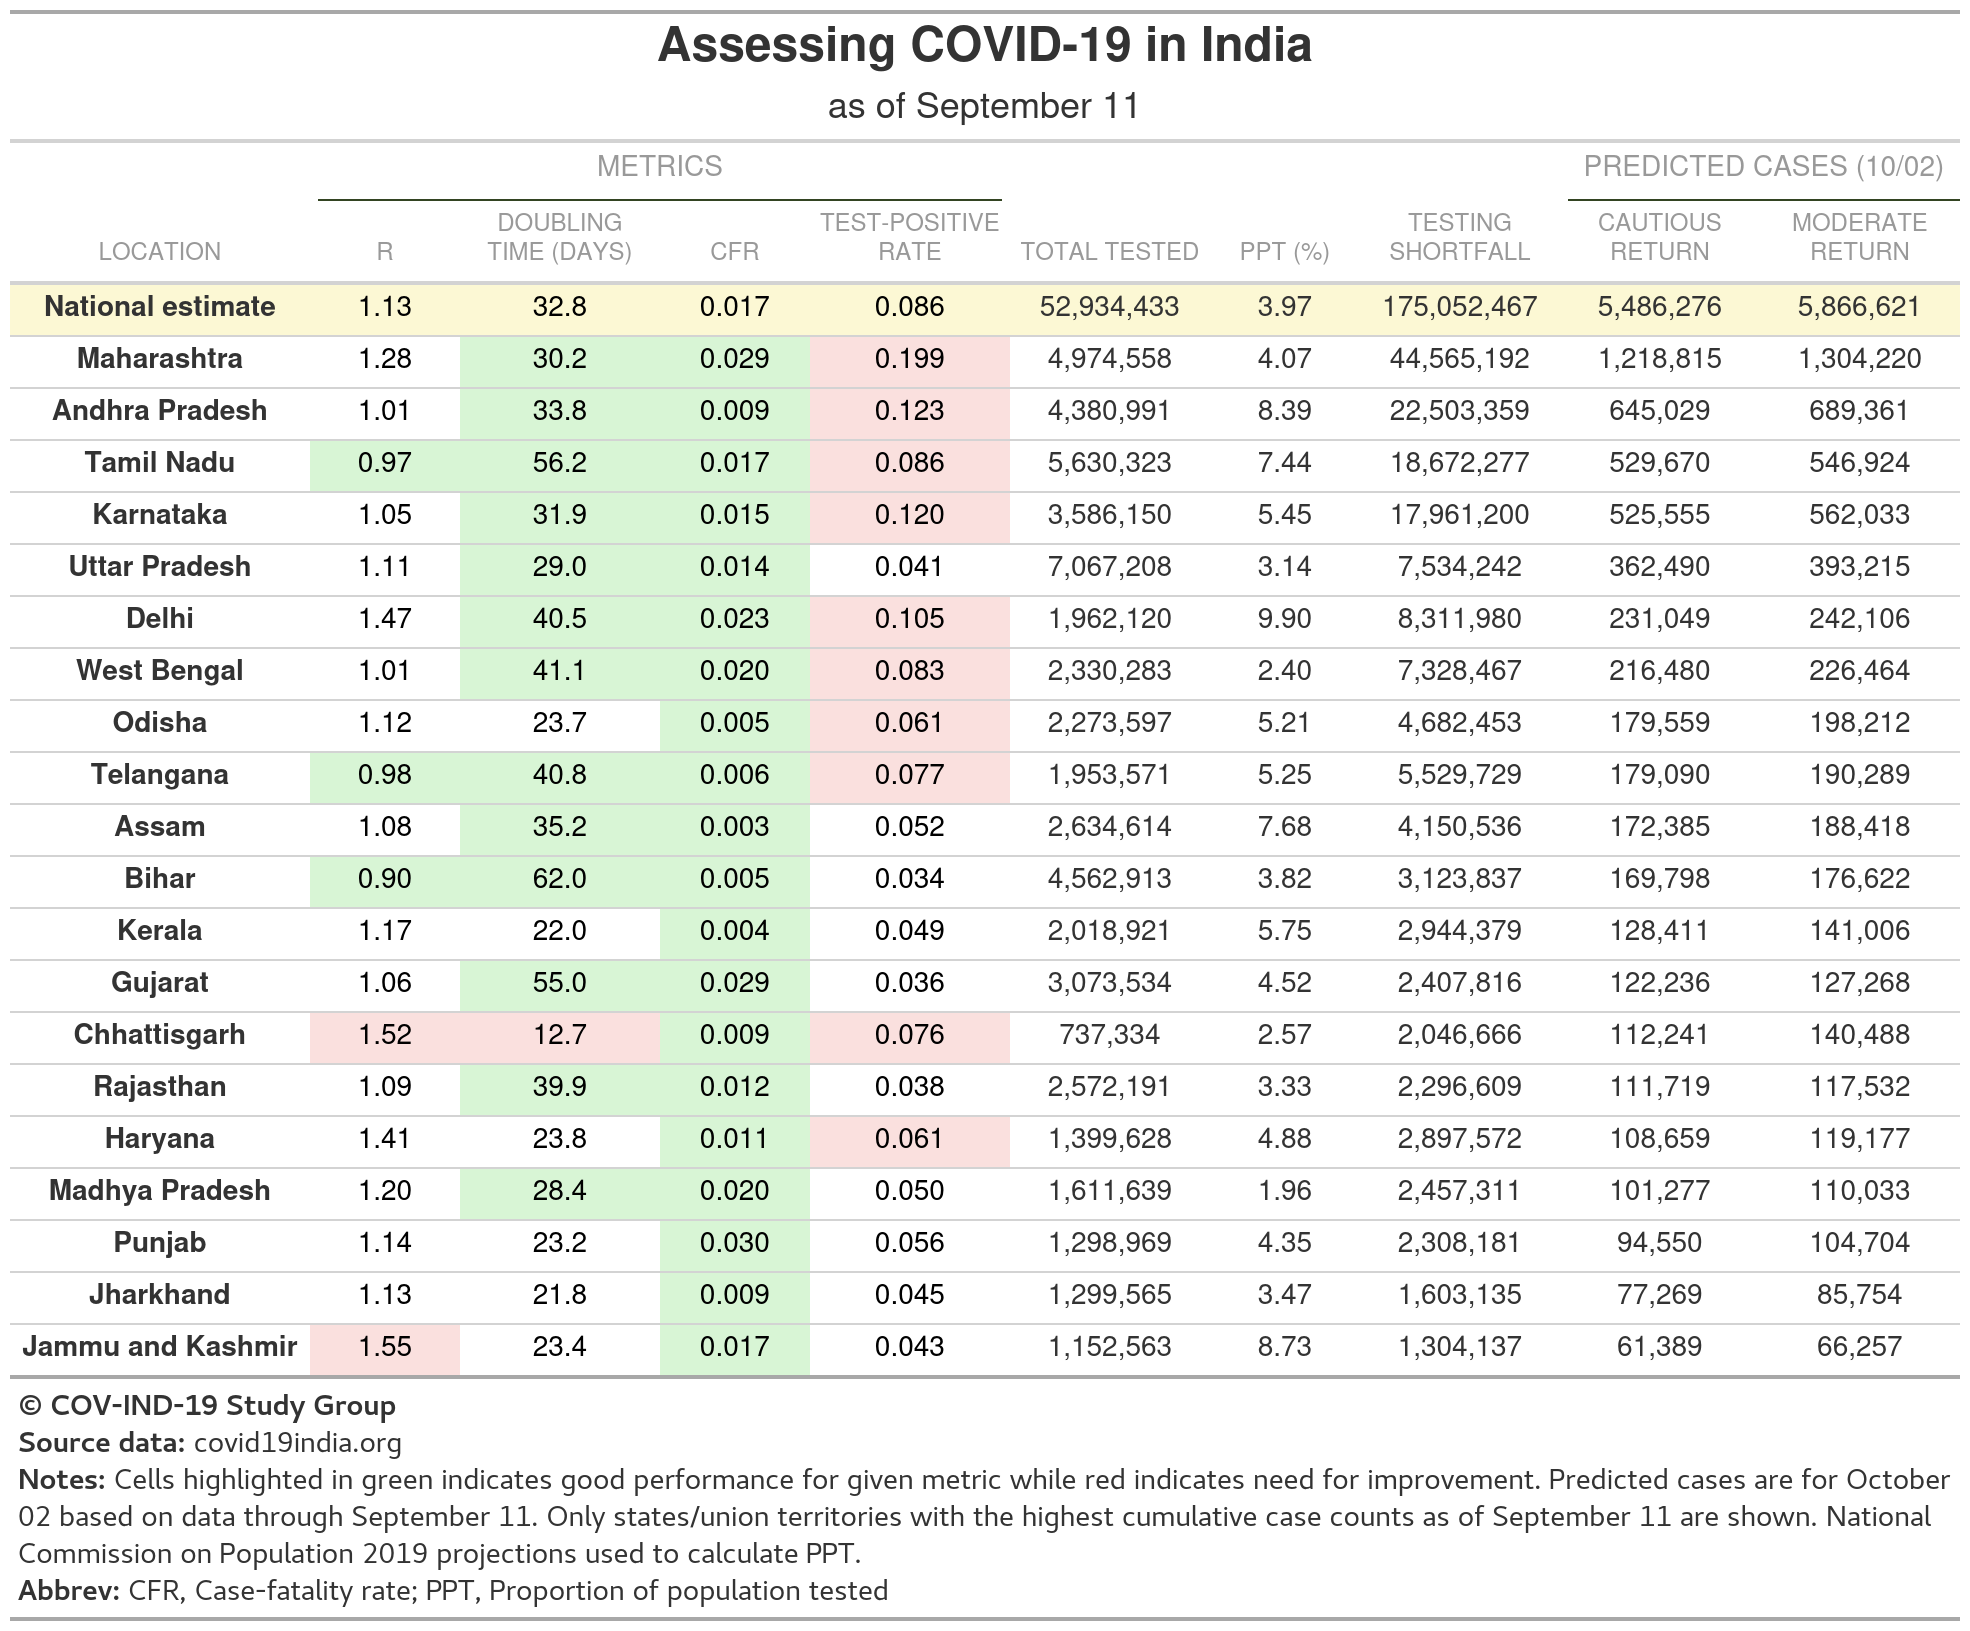 Assessing COVID-19 in India
as of September 11
METRICS PREDICTED CASES (10/02)
DOUBLING TEST-POSITIVE TESTING CAUTIOUS MODERATE
LOCATION R TIME (DAYS) CFR RATE TOTAL TESTED PPT (%) SHORTFALL RETURN RETURN
National estimate 1.13 32.8 0.017 0.086 52,934,433 3.97 175,052,467 5,486,276 5,866,621
Maharashtra 1.28 30.2 0.029 0.199 4,974,558 4.07 44,565,192 1,218,815 1,304,220
Andhra Pradesh 1.01 33.8 0.009 0.123 4,380,991 8.39 22,503,359 645,029 689,361
Tamil Nadu 0.97 56.2 0.017 0.086 5,630,323 7.44 18,672,277 529,670 546,924
Karnataka 1.05 31.9 0.015 0.120 3,586,150 5.45 17,961,200 525,555 562,033
Uttar Pradesh 1.11 29.0 0.014 0.041 7,067,208 3.14 7,534,242 362,490 393,215
Delhi 1.47 40.5 0.023 0.105 1,962,120 9.90 8,311,980 231,049 242,106
West Bengal 1.01 41.1 0.020 0.083 2,330,283 2.40 7,328,467 216,480 226,464
Odisha 1.12 23.7 0.005 0.061 2,273,597 5.21 4,682,453 179,559 198,212
Telangana 0.98 40.8 0.006 0.077 1,953,571 5.25 5,529,729 179,090 190,289
Assam 1.08 35.2 0.003 0.052 2,634,614 7.68 4,150,536 172,385 188,418
Bihar 0.90 62.0 0.005 0.034 4,562,913 3.82 3,123,837 169,798 176,622
Kerala 1.17 22.0 0.004 0.049 2,018,921 5.75 2,944,379 128,411 141,006
Gujarat 1.06 55.0 0.029 0.036 3,073,534 4.52 2,407,816 122,236 127,268
Chhattisgarh 1.52 12.7 0.009 0.076 737,334 2.57 2,046,666 112,241 140,488
Rajasthan 1.09 39.9 0.012 0.038 2,572,191 3.33 2,296,609 111,719 117,532
Haryana 1.41 23.8 0.011 0.061 1,399,628 4.88 2,897,572 108,659 119,177
Madhya Pradesh 1.20 28.4 0.020 0.050 1,611,639 1.96 2,457,311 101,277 110,033
Punjab 1.14 23.2 0.030 0.056 1,298,969 4.35 2,308,181 94,550 104,704
Jharkhand 1.13 21.8 0.009 0.045 1,299,565 3.47 1,603,135 77,269 85,754
Jammu and Kashmir 1.55 23.4 0.017 0.043 1,152,563 8.73 1,304,137 61,389 66,257
© COV-IND-19 Study Group
Source data: covid19india.org
Notes: Cells highlighted in green indicates good performance for given metric while red indicates need for improvement. Predicted cases are for October
02 based on data through September 11. Only states/union territories with the highest cumulative case counts as of September 11 are shown. National
Commission on Population 2019 projections used to calculate PPT.
Abbrev: CFR, Case-fatality rate; PPT, Proportion of population tested